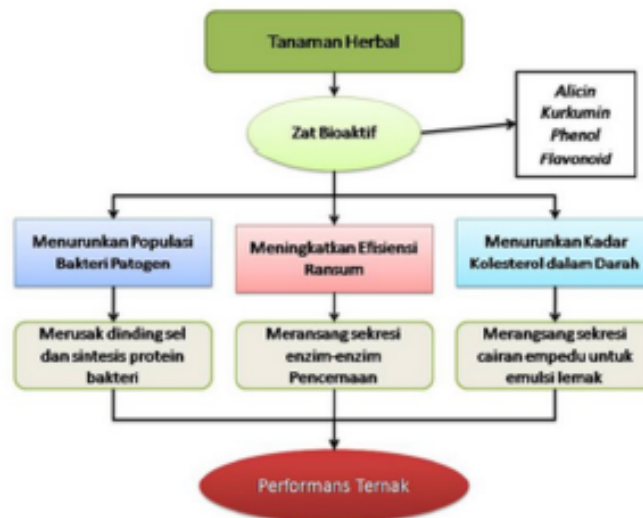 Tanaman Herbal
Zat Bioaktif
Alicin
Kurkumin
Phenol
Flavonoid
Menurunkan Populasi
Bakteri Patogen
Meningkatkan Efisiensi
Ransum
Menurunkan Kadar
Kolesterol dalam Darah
Merusak dinding sel
dan sintesis protein
bakteri
Meransang sekresi
enzim-enzim
Pencernaan
Merangsang sekresi
cairan empedu untuk
emulsi lemak
Performans Ternak